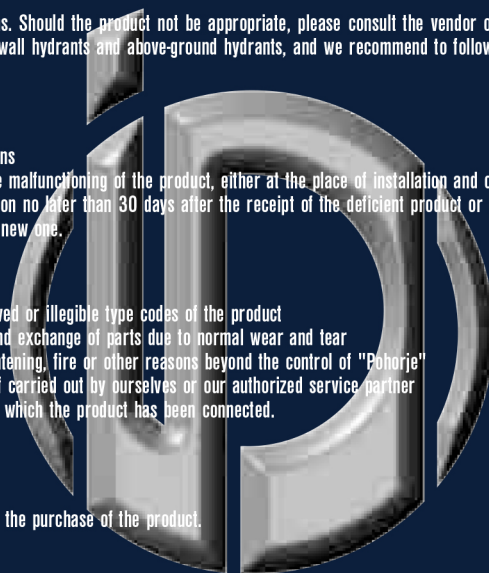 s. Should the product not be appropriate, please consult the vendor o
wall hydrants and above-ground hydrants, and we recommend to follow
ns
e malfunctioning of the product, either at the place of installation and o
on no later than 30 days after the receipt of the deficient product or
new one.
ved or illegible type codes of the product
nd exchange of parts due to normal wear and tear
tening, fire or other reasons beyond the control of "Pohorje"
f carried out by ourselves or our authorized service partner
which the product has been connected.
the purchase of the product.